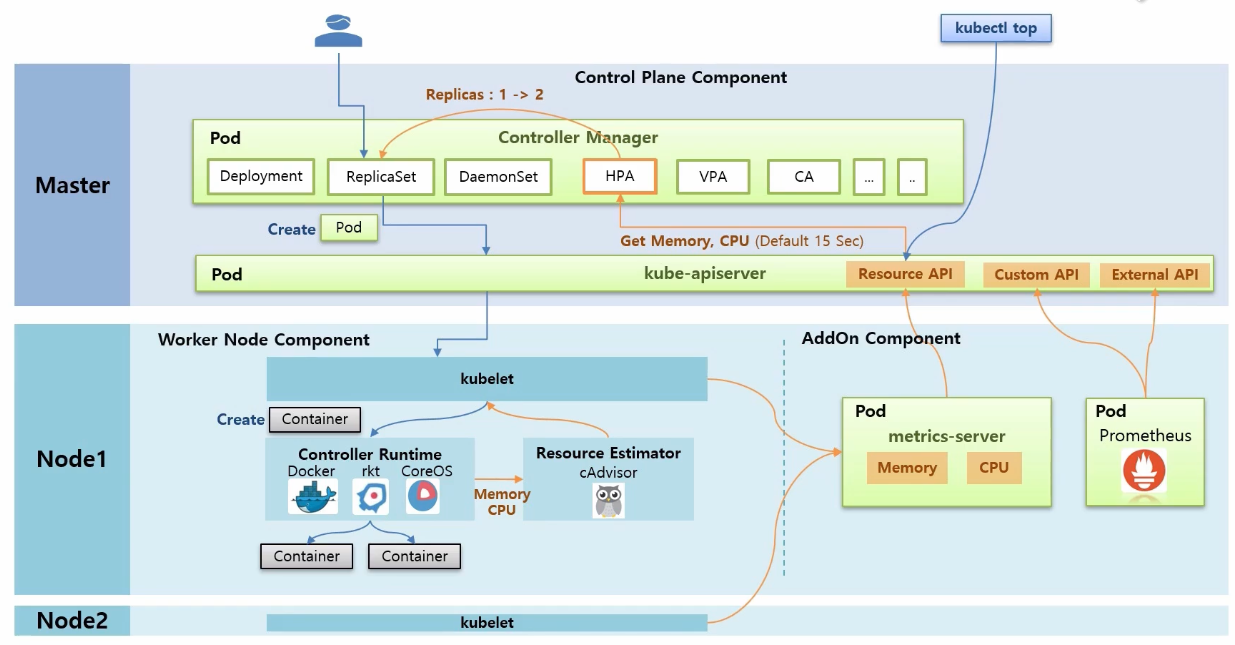 kubectl top
Control Plane Component
Replicas : 1 -> 2
Master
Pod
Controller Manager
Deployment
ReplicaSet
DaemonSet
HPA
VPA
CA
...
..
Create
Pod
Get Memory, CPU (Default 15 Sec)
Pod
kube-apiserver
Resource API
Custom API
External API
Node1
Worker Node Component
AddOn Component
kubelet
Create
Container
Controller Runtime
Docker
rkt
CoreOS
Memory
CPU
Resource Estimator
cAdvisor
Container
Container
Pod
metrics-server
Memory
CPU
Pod
Prometheus
Node2
kubelet